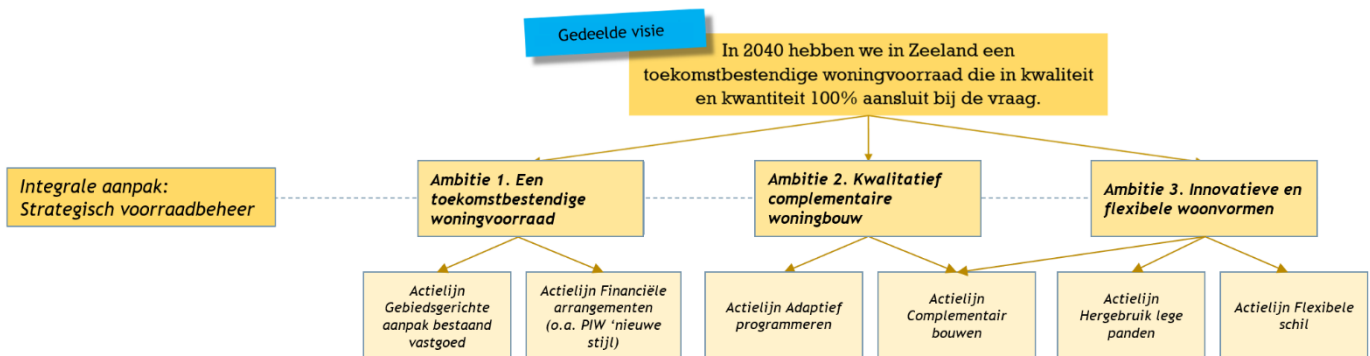 Gedeelde visie
In 2040 hebben we in Zeeland een
toekomstbestendige woningvoorraad die in kwaliteit
en kwantiteit 100% aansluit bij de vraag.
Integrale aanpak:
Strategisch voorraadbeheer
Ambitie 1. Een
toekomstbestendige
woningvoorraad
Ambitie 2. Kwalitatief
complementaire
woningbouw
Ambitie 3. Innovatieve en
flexibele woonvormen
Actielijn
Gebiedsgerichte
aanpak bestaand
vastgoed
Actielijn Financiële
arrangementen
(o.a. PIW ‘nieuwe
stijl)
Actielijn Adaptief
programmeren
Actielijn
Complementair
bouwen
Actielijn
Hergebruik lege
panden
Actielijn Flexibele
schil